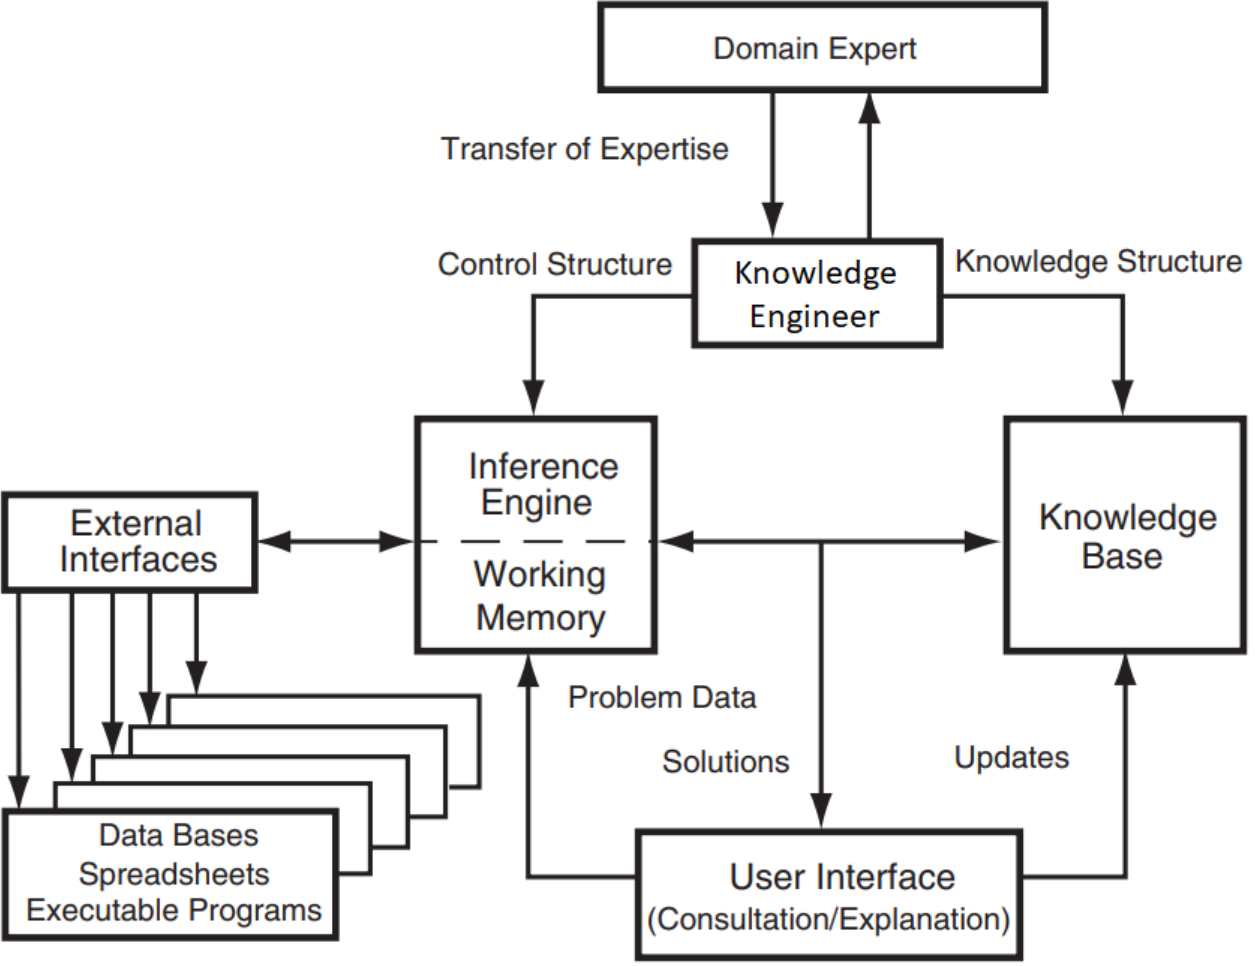 Domain Expert
Transfer of Expertise
Control Structure
Knowledge
Engineer
Knowledge Structure
Inference
Engine
Working
Memory
External
Interfaces
Knowledge
Base
Problem Data
Solutions
Updates
Data Bases
Spreadsheets
Executable Programs
User Interface
(Consultation/Explanation)